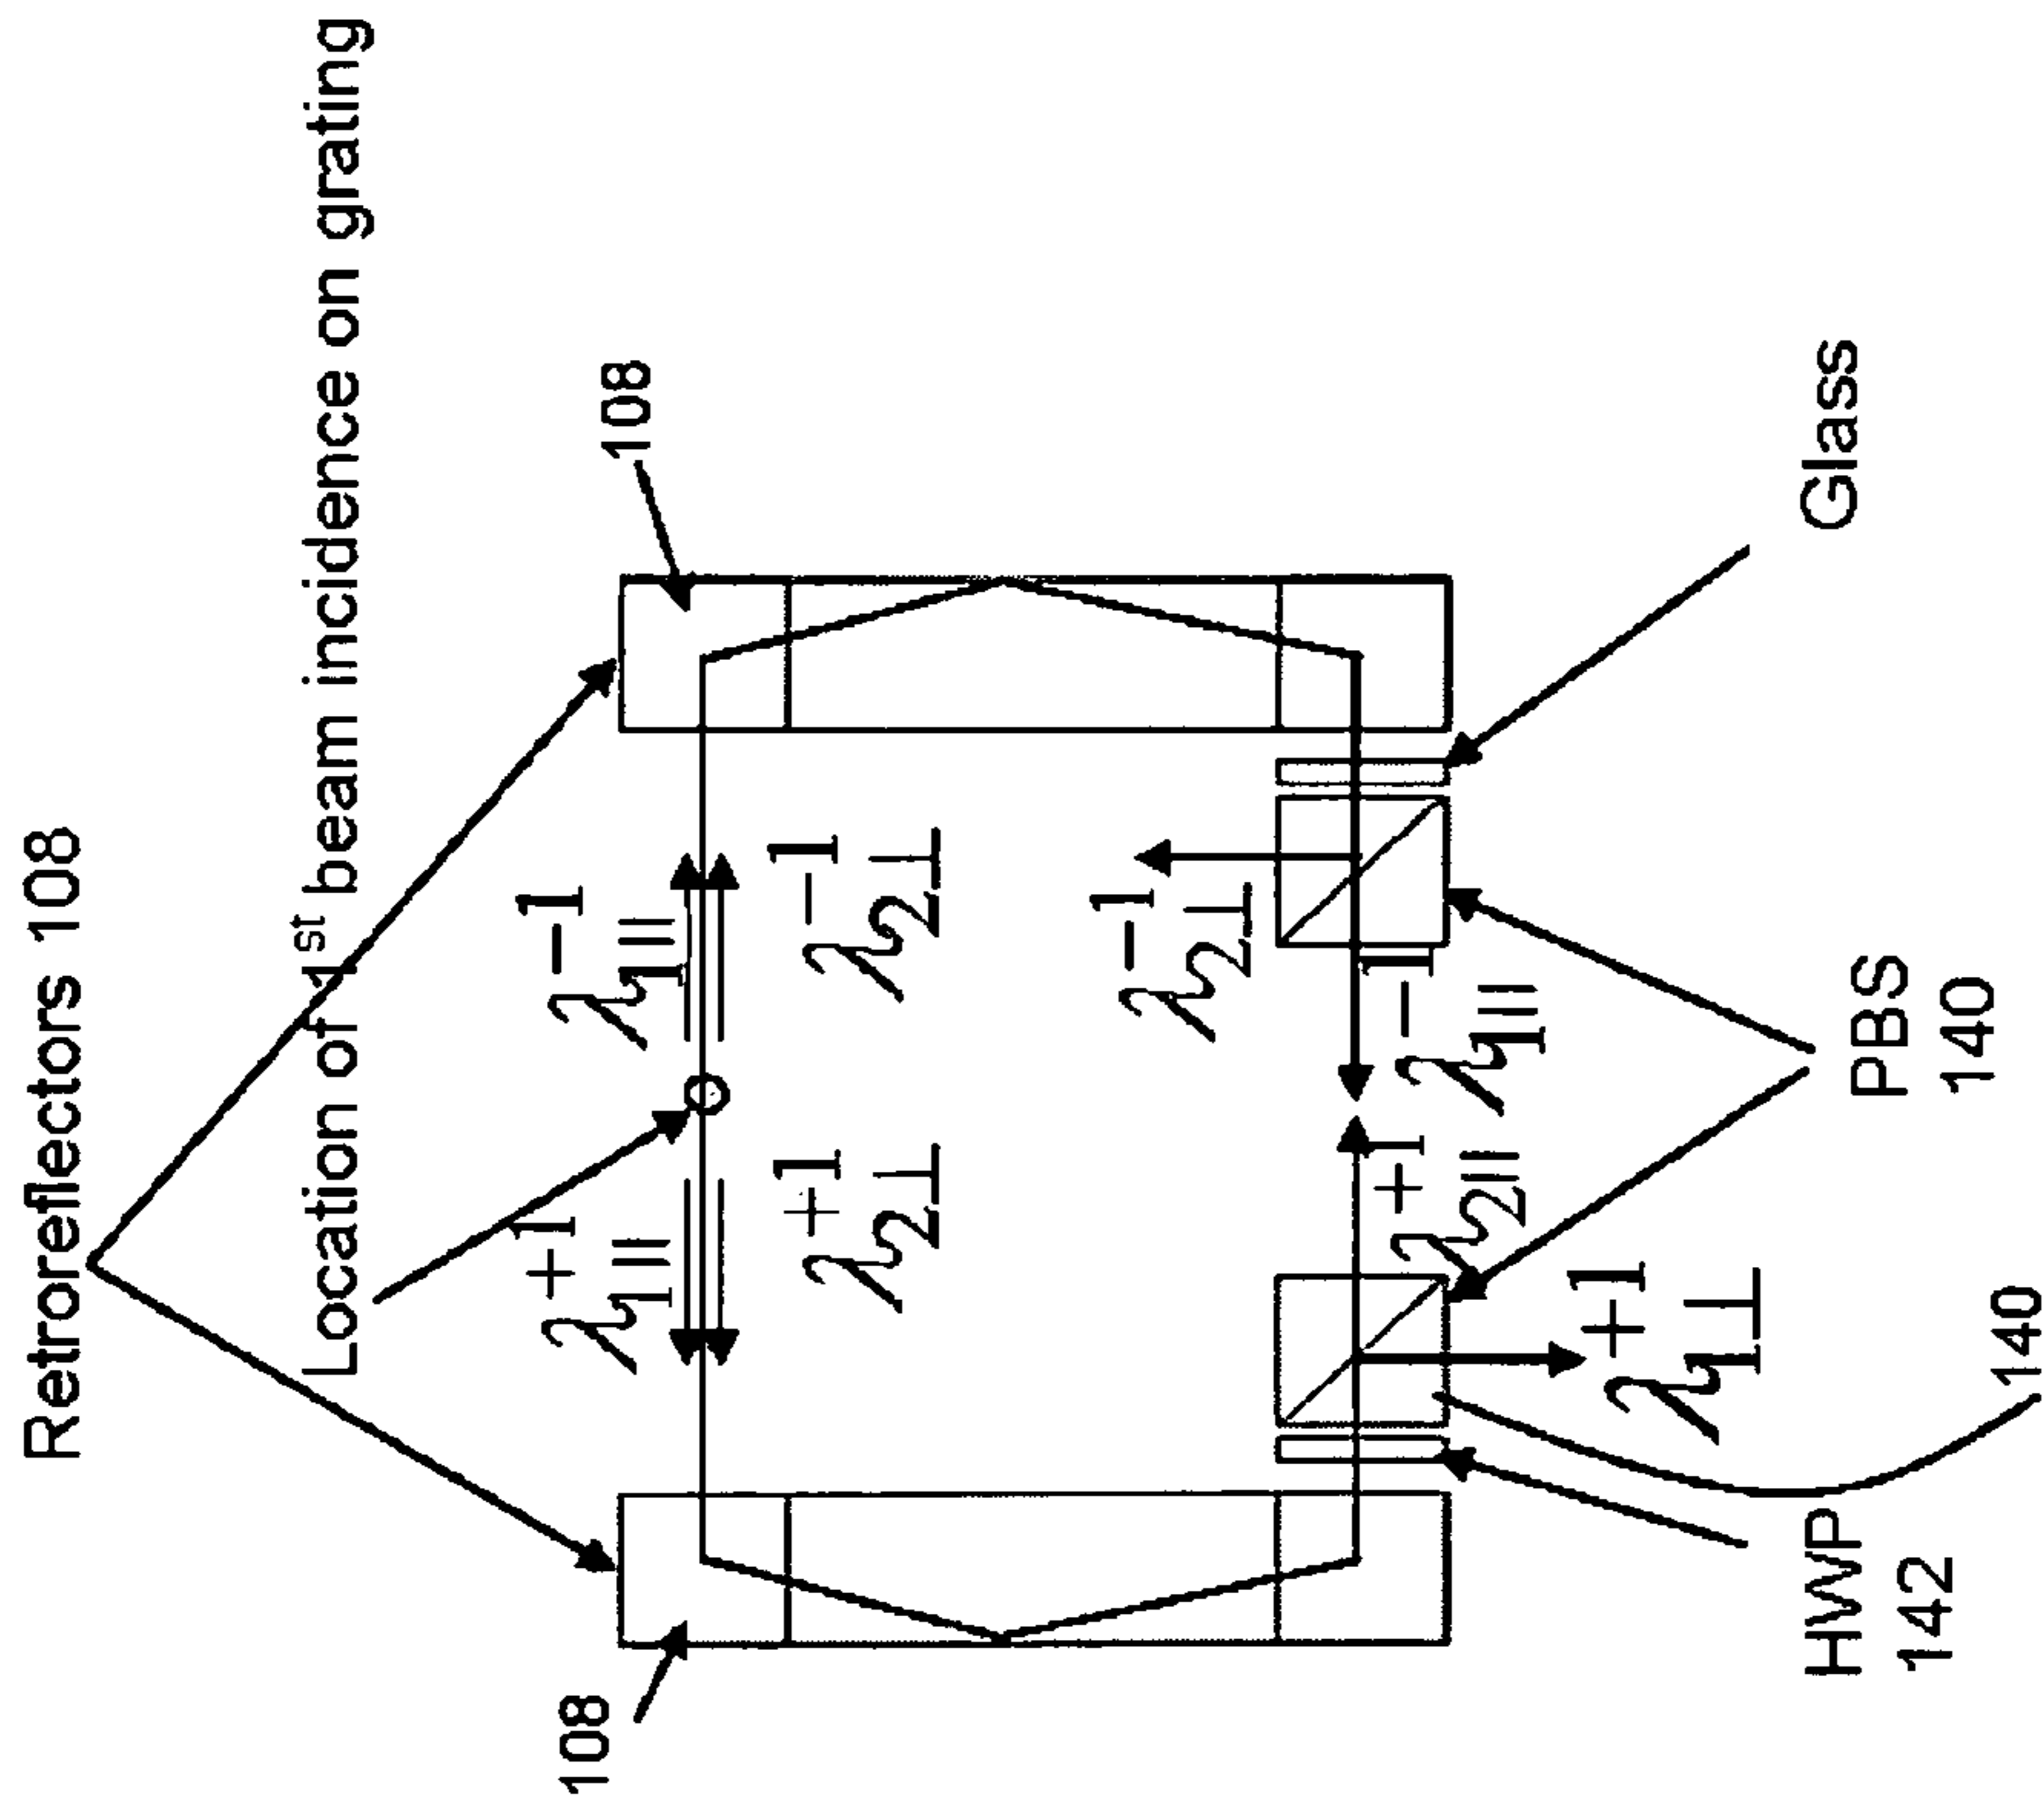 Retroreflectors 108
Location of 1st beam incidence on grating
108
108
λ1||+1
λ1||−1
λ2⊥+1
λ2⊥−1
λ2⊥−1
λ2||+1
λ1||−1
λ1⊥+1
HWP
142
PBS
140
Glass
140